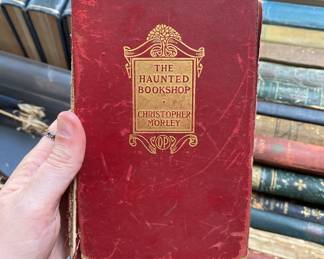 THE
HAUNTED
BOOKSHOP
CHRISTOPHER
MORLEY